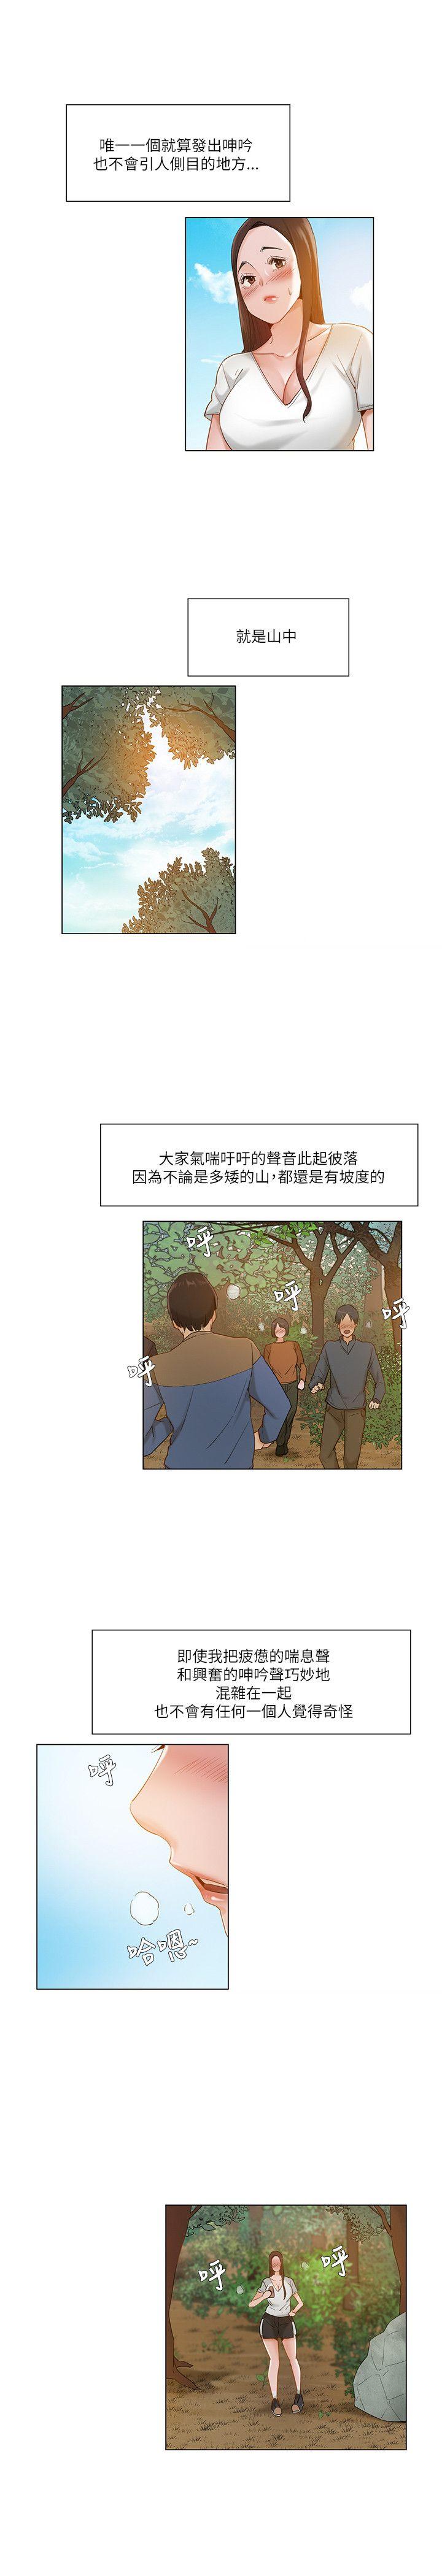 唯一一個就算發出呻吟
也不會引人側目的地方...
就是山中
大家氣喘吁吁的聲音此起彼落
因為不論是多矮的山，都還是有坡度的
呼
呼
呼
呼
即使我把疲憊的喘息聲
和興奮的呻吟聲巧妙地
混雜在一起
也不會有任何一個人覺得奇怪
呼
哈嗯~
呼
呼